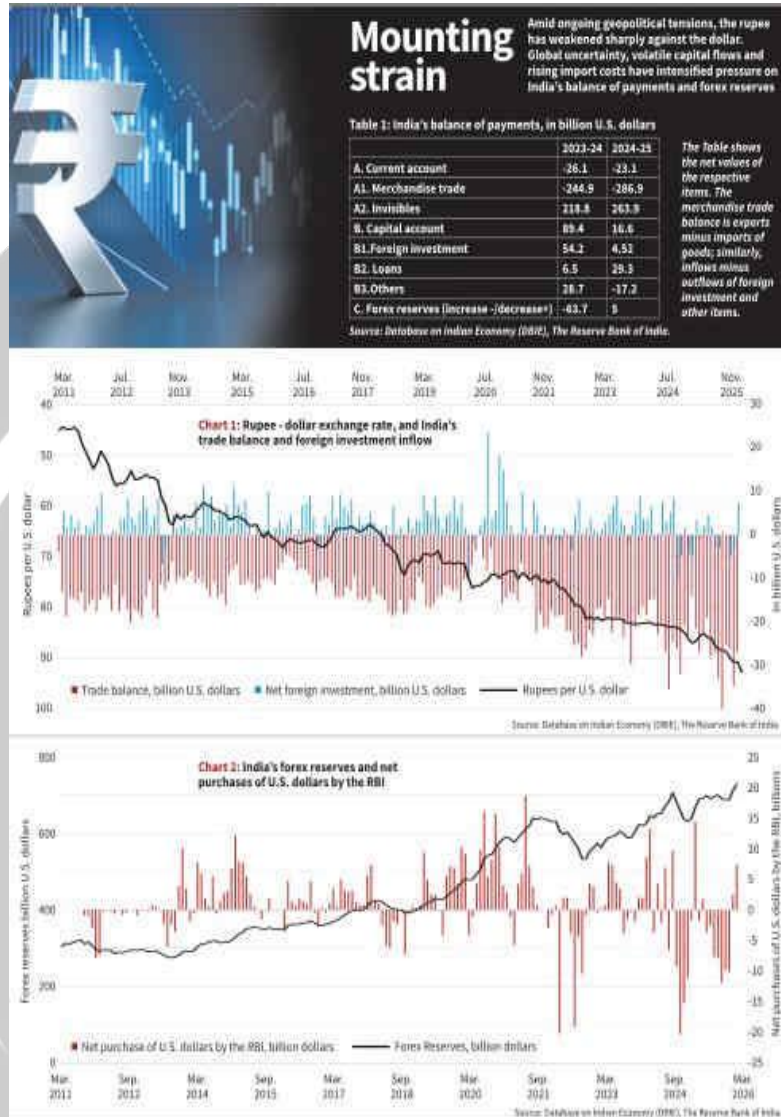 Mounting
strain
Amid ongoing geopolitical tensions, the rupee
has weakened sharply against the dollar.
Global uncertainty, volatile capital flows and
rising import costs have intensified pressure on
India's balance of payments and forex reserves
Table 1: India's balance of payments, in billion U.S. dollars
2023-24 2024-25
A. Current account -26.1 -23.1
A1. Merchandise trade -244.9 -286.9
A2. Invisibles 218.8 263.9
B. Capital account 89.4 16.6
B1.Foreign investment 54.2 4.52
B2. Loans 6.5 29.3
B3.Others 28.7 -17.2
C. Forex reserves (increase -/decrease+) -63.7 5
The Table shows
the net values of
the respective
items. The
merchandise trade
balance is exports
minus imports of
goods; similarly,
inflows minus
outflows of foreign
investment and
other items.
Source: Database on Indian Economy (DBIE), The Reserve Bank of India.
Mar. Jul. Nov. Mar. Jul. Nov. Mar. Jul. Nov. Mar. Jul. Nov.
2011 2012 2013 2015 2016 2017 2019 2020 2021 2023 2024 2025
Chart 1: Rupee - dollar exchange rate, and India's
trade balance and foreign investment inflow
Rupees per U.S. dollar
40
50
60
70
80
90
100
30
20
10
0
-10
-20
-30
-40
in billion U.S. dollars
Trade balance, billion U.S. dollars Net foreign investment, billion U.S. dollars Rupees per U.S. dollar
Source: Database on Indian Economy (DBIE), The Reserve Bank of India
Chart 2: India's forex reserves and net
purchases of U.S. dollars by the RBI
Forex reserves billion U.S. dollars
800
600
400
200
0
25
20
15
10
5
0
-5
-10
-15
-20
-25
Net purchases of U.S. dollars by the RBI, billions
Net purchase of U.S. dollars by the RBI, billion dollars Forex Reserves, billion dollars
Mar. Sep. Mar. Sep. Mar. Sep. Mar. Sep. Mar. Sep. Mar.
2011 2012 2014 2015 2017 2018 2020 2021 2023 2024 2026
Source: Database on Indian Economy (DBIE), The Reserve Bank of India